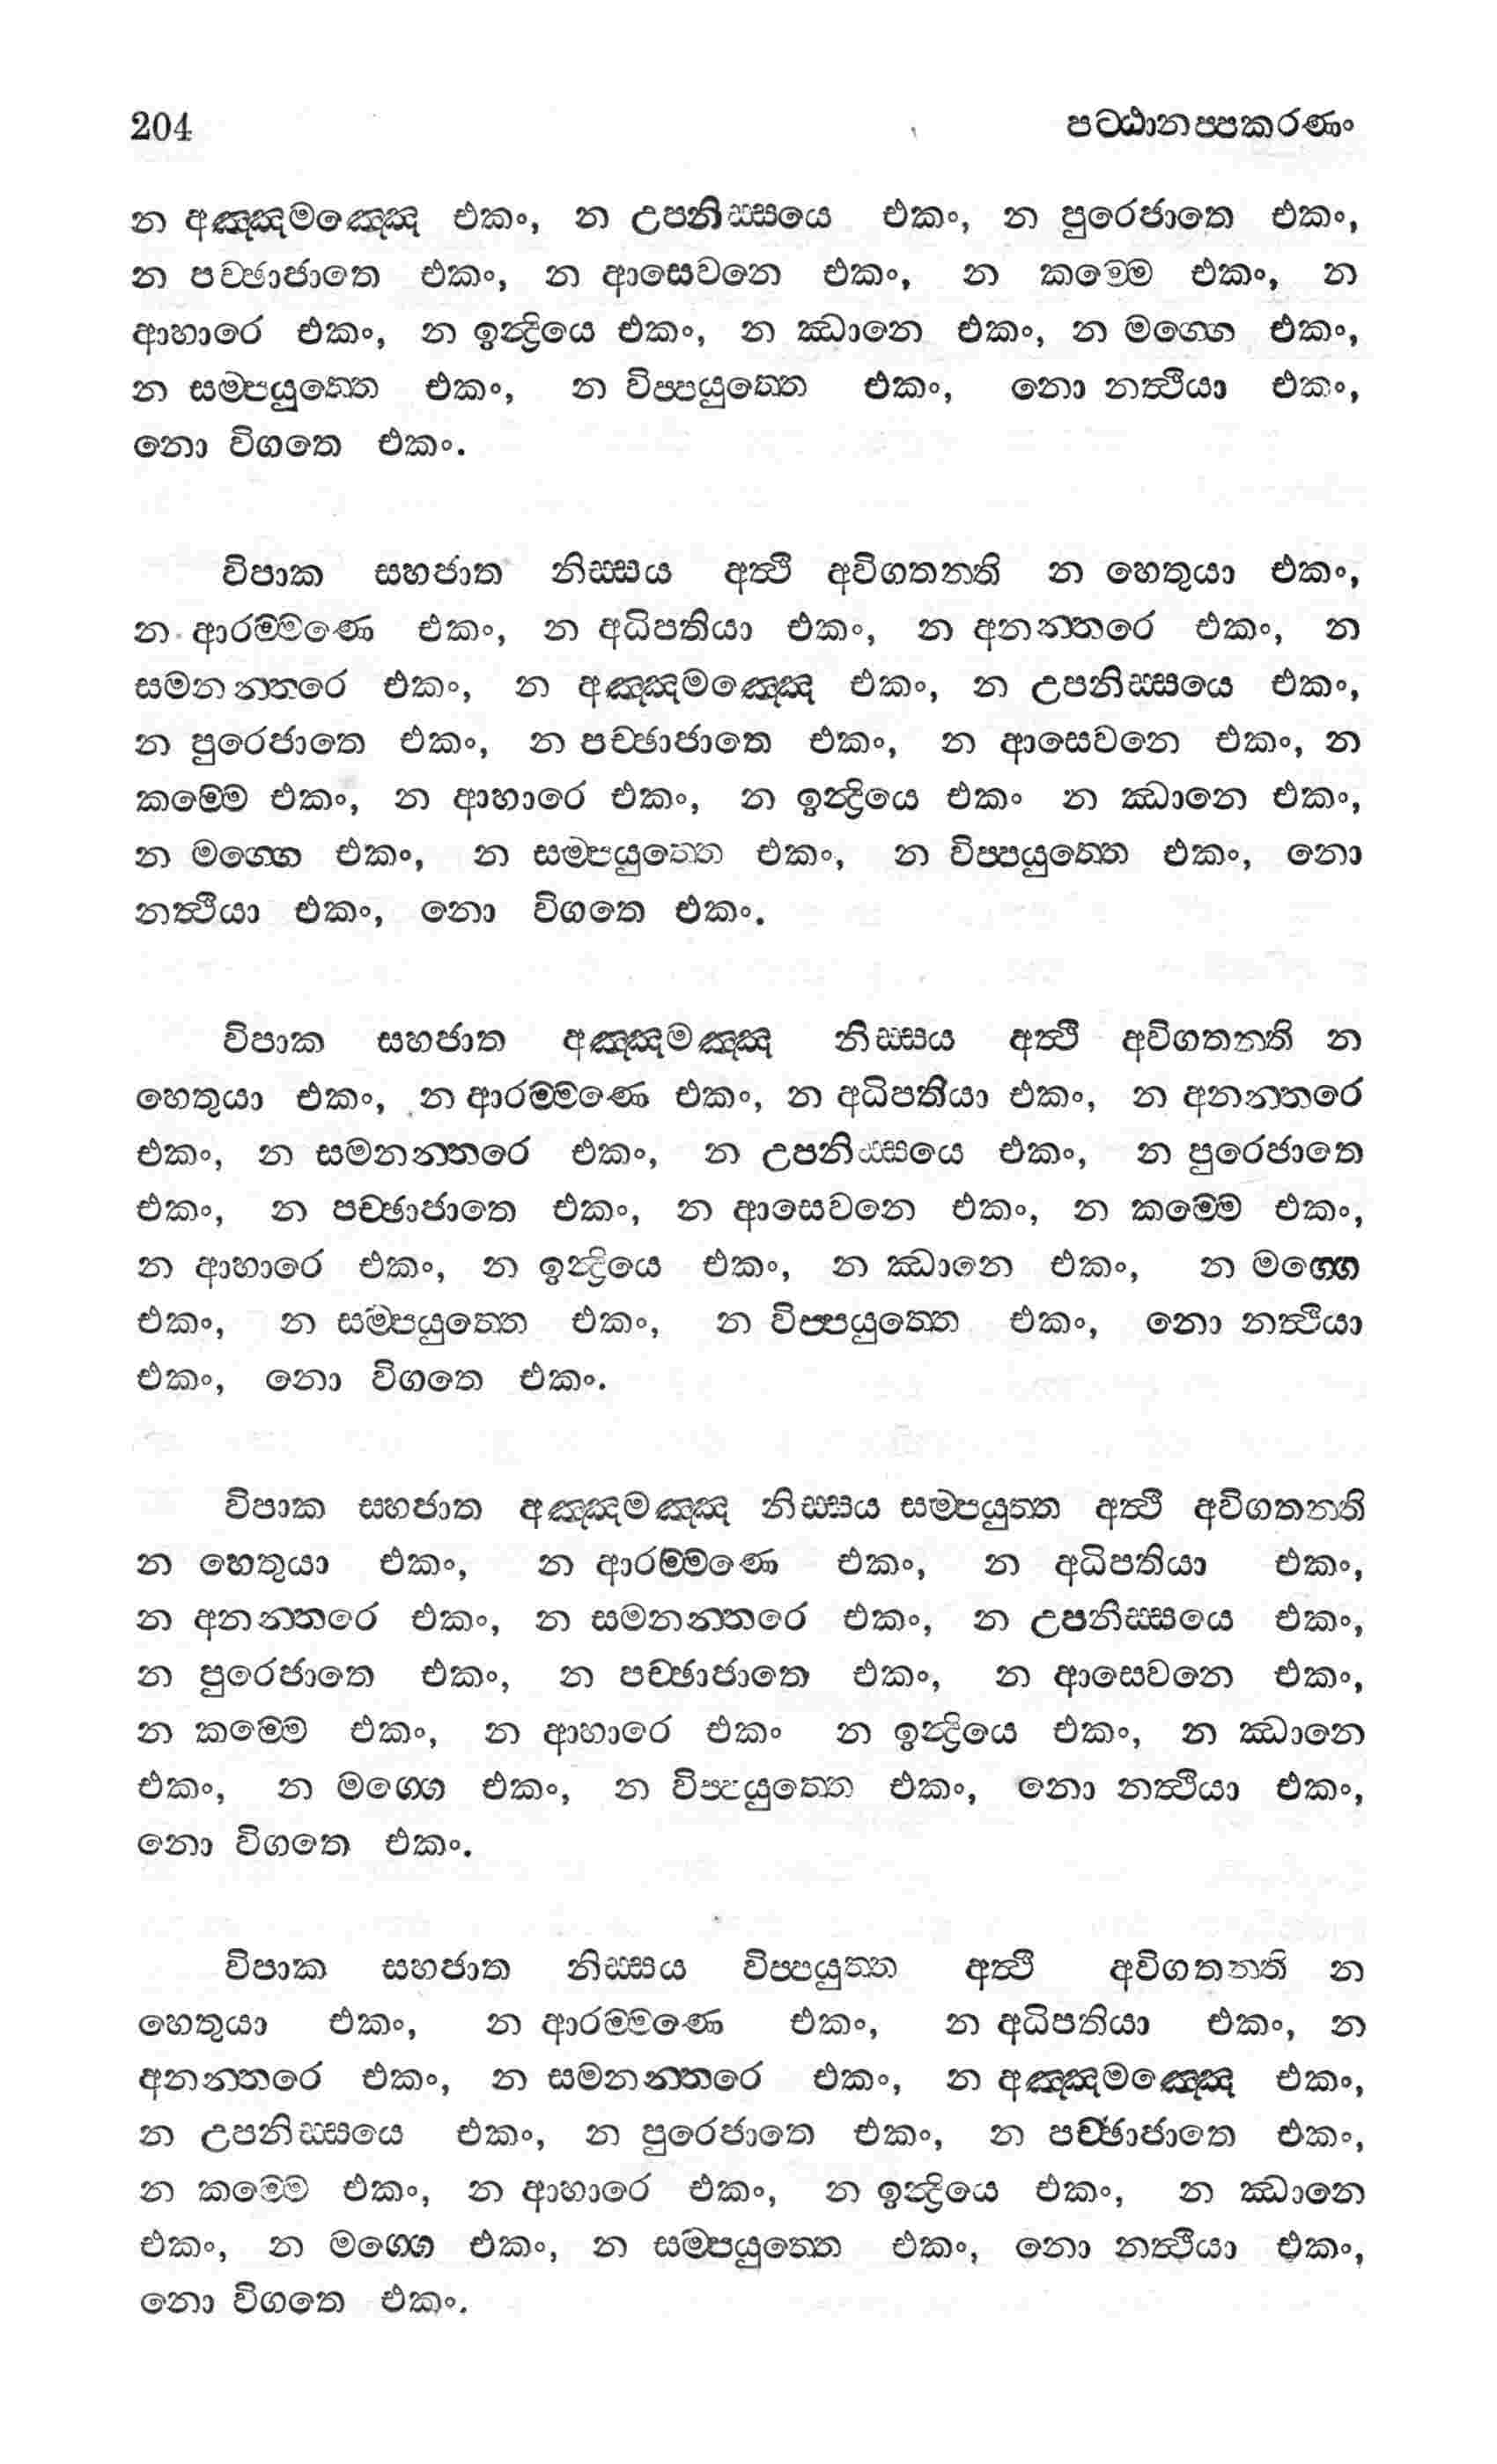 204 පට්ඨානප්පකරණං
න අඤ්ඤමඤ්ඤෙ එකං, න උපනිස්සයෙ එකං, න පුරෙජාතෙ එකං,
න පච්ඡාජාතෙ එකං, න ආසෙවනෙ එකං, න කම්මෙ එකං, න
ආහාරෙ එකං, න ඉන්ද්‍රියෙ එකං, න ඣානෙ එකං, න මග්ගෙ එකං,
න සම්පයුත්තෙ එකං, න විප්පයුත්තෙ එකං, නො නත්ථියා එකං,
නො විගතෙ එකං.
විපාක සහජාත නිස්සය අත්ථි අවිගතන්ති න හෙතුයා එකං,
න ආරම්මණෙ එකං, න අධිපතියා එකං, න අනන්තරෙ එකං, න
සමනන්තරෙ එකං, න අඤ්ඤමඤ්ඤෙ එකං, න උපනිස්සයෙ එකං,
න පුරෙජාතෙ එකං, න පච්ඡාජාතෙ එකං, න ආසෙවනෙ එකං, න
කම්මෙ එකං, න ආහාරෙ එකං, න ඉන්ද්‍රියෙ එකං න ඣානෙ එකං,
න මග්ගෙ එකං, න සම්පයුත්තෙ එකං, න විප්පයුත්තෙ එකං, නො
නත්ථියා එකං, නො විගතෙ එකං.
විපාක සහජාත අඤ්ඤමඤ්ඤ නිස්සය අත්ථි අවිගතන්ති න
හෙතුයා එකං, න ආරම්මණෙ එකං, න අධිපතියා එකං, න අනන්තරෙ
එකං, න සමනන්තරෙ එකං, න උපනිස්සයෙ එකං, න පුරෙජාතෙ
එකං, න පච්ඡාජාතෙ එකං, න ආසෙවනෙ එකං, න කම්මෙ එකං,
න ආහාරෙ එකං, න ඉන්ද්‍රියෙ එකං, න ඣානෙ එකං, න මග්ගෙ
එකං, න සම්පයුත්තෙ එකං, න විප්පයුත්තෙ එකං, නො නත්ථියා
එකං, නො විගතෙ එකං.
විපාක සහජාත අඤ්ඤමඤ්ඤ නිස්සය සම්පයුත්ත අත්ථි අවිගතන්ති
න හෙතුයා එකං, න ආරම්මණෙ එකං, න අධිපතියා එකං,
න අනන්තරෙ එකං, න සමනන්තරෙ එකං, න උපනිස්සයෙ එකං,
න පුරෙජාතෙ එකං, න පච්ඡාජාතෙ එකං, න ආසෙවනෙ එකං,
න කම්මෙ එකං, න ආහාරෙ එකං න ඉන්ද්‍රියෙ එකං, න ඣානෙ
එකං, න මග්ගෙ එකං, න විප්පයුත්තෙ එකං, නො නත්ථියා එකං,
නො විගතෙ එකං.
විපාක සහජාත නිස්සය විප්පයුත්ත අත්ථි අවිගතන්ති න
හෙතුයා එකං, න ආරම්මණෙ එකං, න අධිපතියා එකං, න
අනන්තරෙ එකං, න සමනන්තරෙ එකං, න අඤ්ඤමඤ්ඤෙ එකං,
න උපනිස්සයෙ එකං, න පුරෙජාතෙ එකං, න පච්ඡාජාතෙ එකං,
න කම්මෙ එකං, න ආහාරෙ එකං, න ඉන්ද්‍රියෙ එකං, න ඣානෙ
එකං, න මග්ගෙ එකං, න සම්පයුත්තෙ එකං, නො නත්ථියා එකං,
නො විගතෙ එකං.